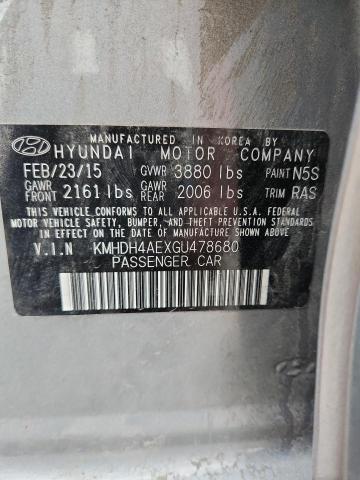 MANUFACTURED IN KOREA BY
HYUNDAI MOTOR COMPANY
FEB/23/15 GVWR 3880 lbs PAINT N5S
GAWR FRONT 2161 lbs GAWR REAR 2006 lbs TRIM RAS
THIS VEHICLE CONFORMS TO ALL APPLICABLE U.S.A. FEDERAL
MOTOR VEHICLE SAFETY, BUMPER, AND THEFT PREVENTION STANDARDS
IN EFFECT ON THE DATE OF MANUFACTURE SHOWN ABOVE.
V.I.N KMHDH4AEXGU478680
PASSENGER CAR